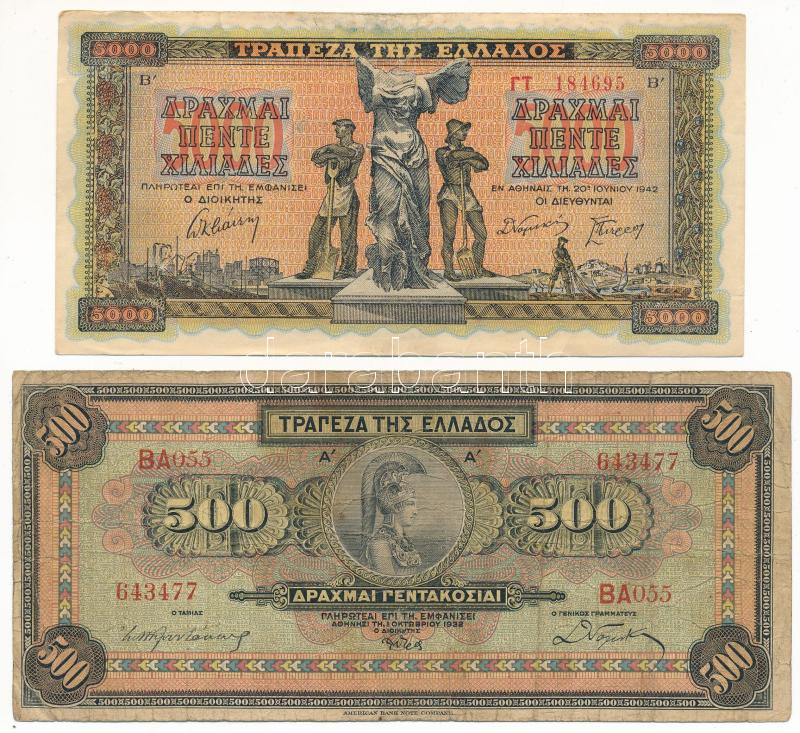 5000 ΤΡΑΠΕΖΑ ΤΗΣ ΕΛΛΑΔΟΣ 5000
Β' ΓΤ 184695 Β'
ΔΡΑΧΜΑΙ ΔΡΑΧΜΑΙ
ΠΕΝΤΕ ΠΕΝΤΕ
ΧΙΛΙΑΔΕΣ ΧΙΛΙΑΔΕΣ
ΠΛΗΡΩΤΕΑΙ ΕΠΙ ΤΗ ΕΜΦΑΝΙΣΕΙ ΕΝ ΑΘΗΝΑΙΣ ΤΗ. 20ῌ ΙΟΥΝΙΟΥ 1942
Ο ΔΙΟΙΚΗΤΗΣ ΟΙ ΔΙΕΥΘΥΝΤΑΙ
5000 5000
darabanth
500 ΤΡΑΠΕΖΑ ΤΗΣ ΕΛΛΑΔΟΣ 500
ΒΑ055 Α' Α' 643477
500 500
643477 ΔΡΑΧΜΑΙ ΠΕΝΤΑΚΟΣΙΑΙ ΒΑ055
Ο ΤΑΜΙΑΣ ΠΛΗΡΩΤΕΑΙ ΕΠΙ ΤΗ ΕΜΦΑΝΙΣΕΙ Ο ΓΕΝΙΚΟΣ ΓΡΑΜΜΑΤΕΥΣ
ΑΘΗΝΗΣΙ ΤΗ. 1 ΟΚΤΩΒΡΙΟΥ 1932
Ο ΔΙΟΙΚΗΤΗΣ
500 500
AMERICAN BANK NOTE COMPANY.